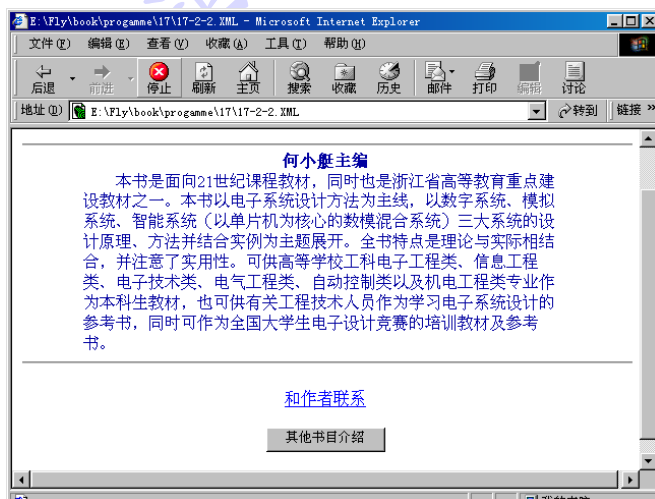 E:\Fly\book\progamme\17\17-2-2.XML - Microsoft Internet Explorer
文件(F) 编辑(E) 查看(V) 收藏(A) 工具(T) 帮助(H)
后退 前进 停止 刷新 主页 搜索 收藏 历史 邮件 打印 编辑 讨论
地址(D) E:\Fly\book\progamme\17\17-2-2.XML 转到 链接 »
何小艇主编
本书是面向21世纪课程教材,同时也是浙江省高等教育重点建
设教材之一。本书以电子系统设计方法为主线,以数字系统、模拟
系统、智能系统(以单片机为核心的数模混合系统)三大系统的设
计原理、方法并结合实例为主题展开。全书特点是理论与实际相结
合,并注意了实用性。可供高等学校工科电子工程类、信息工程
类、电子技术类、电气工程类、自动控制类以及机电工程类专业作
为本科生教材,也可供有关工程技术人员作为学习电子系统设计的
参考书,同时可作为全国大学生电子设计竞赛的培训教材及参考
书。
和作者联系
其他书目介绍